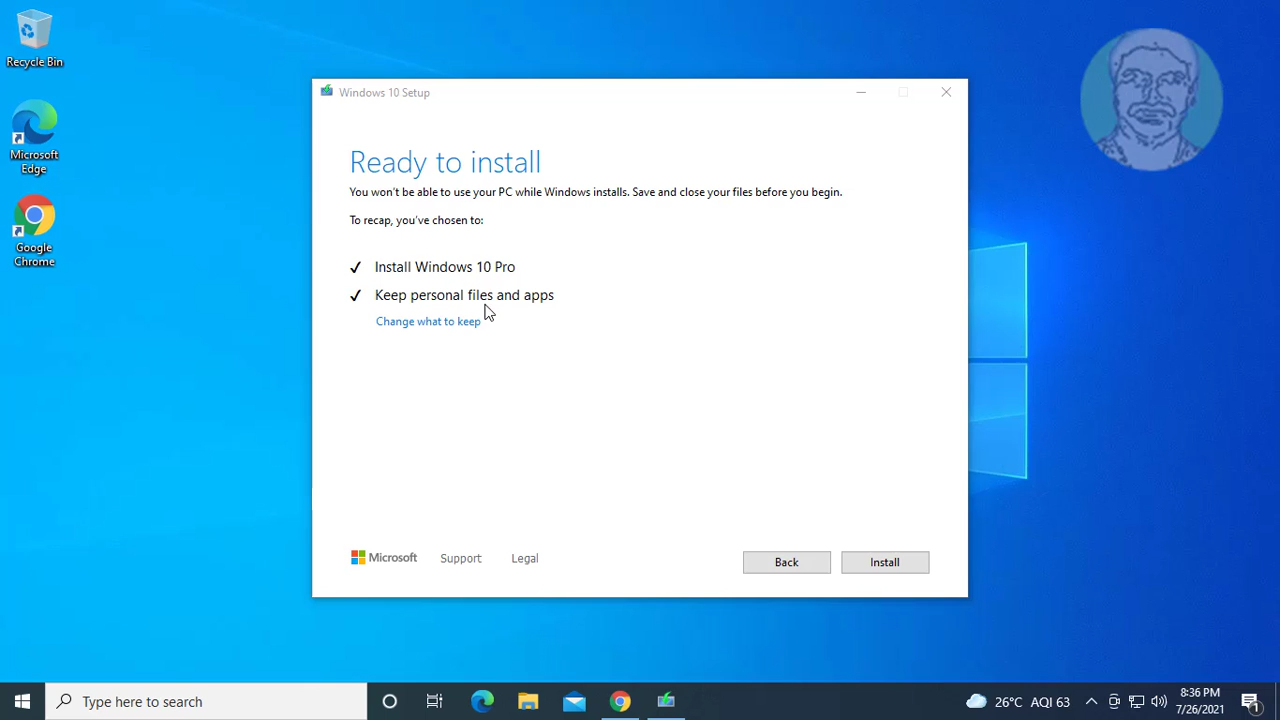 Recycle Bin
Microsoft
Edge
Google
Chrome
Windows 10 Setup
Ready to install
You won't be able to use your PC while Windows installs. Save and close your files before you begin.
To recap, you've chosen to:
Install Windows 10 Pro
Keep personal files and apps
Change what to keep
Microsoft
Support
Legal
Back
Install
Type here to search
26°C AQI 63
8:36 PM
7/26/2021
1